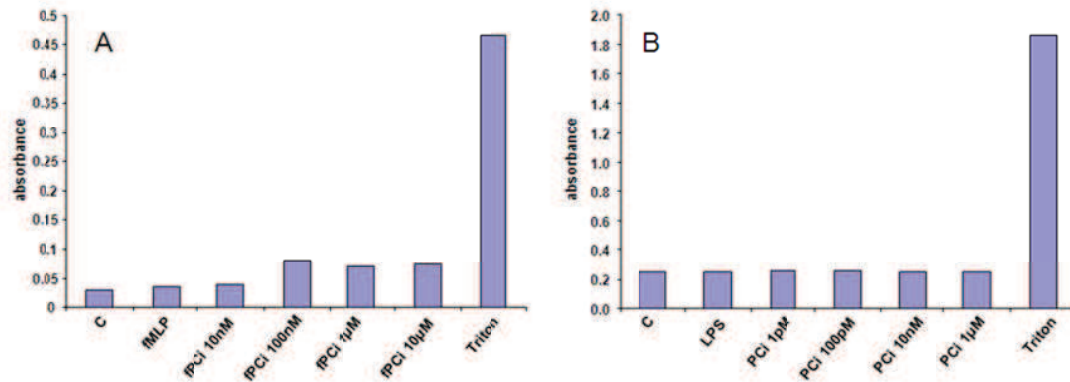 A
absorbance
0.5
0.45
0.4
0.35
0.3
0.25
0.2
0.15
0.1
0.05
0
C
fMLP
fPCi 10nM
fPCi 100nM
fPCi 1µM
fPCi 10µM
Triton
B
absorbance
2.0
1.8
1.6
1.4
1.2
1.0
0.8
0.6
0.4
0.2
0.0
C
LPS
PCi 1pM
PCi 100pM
PCi 10nM
PCi 1µM
Triton